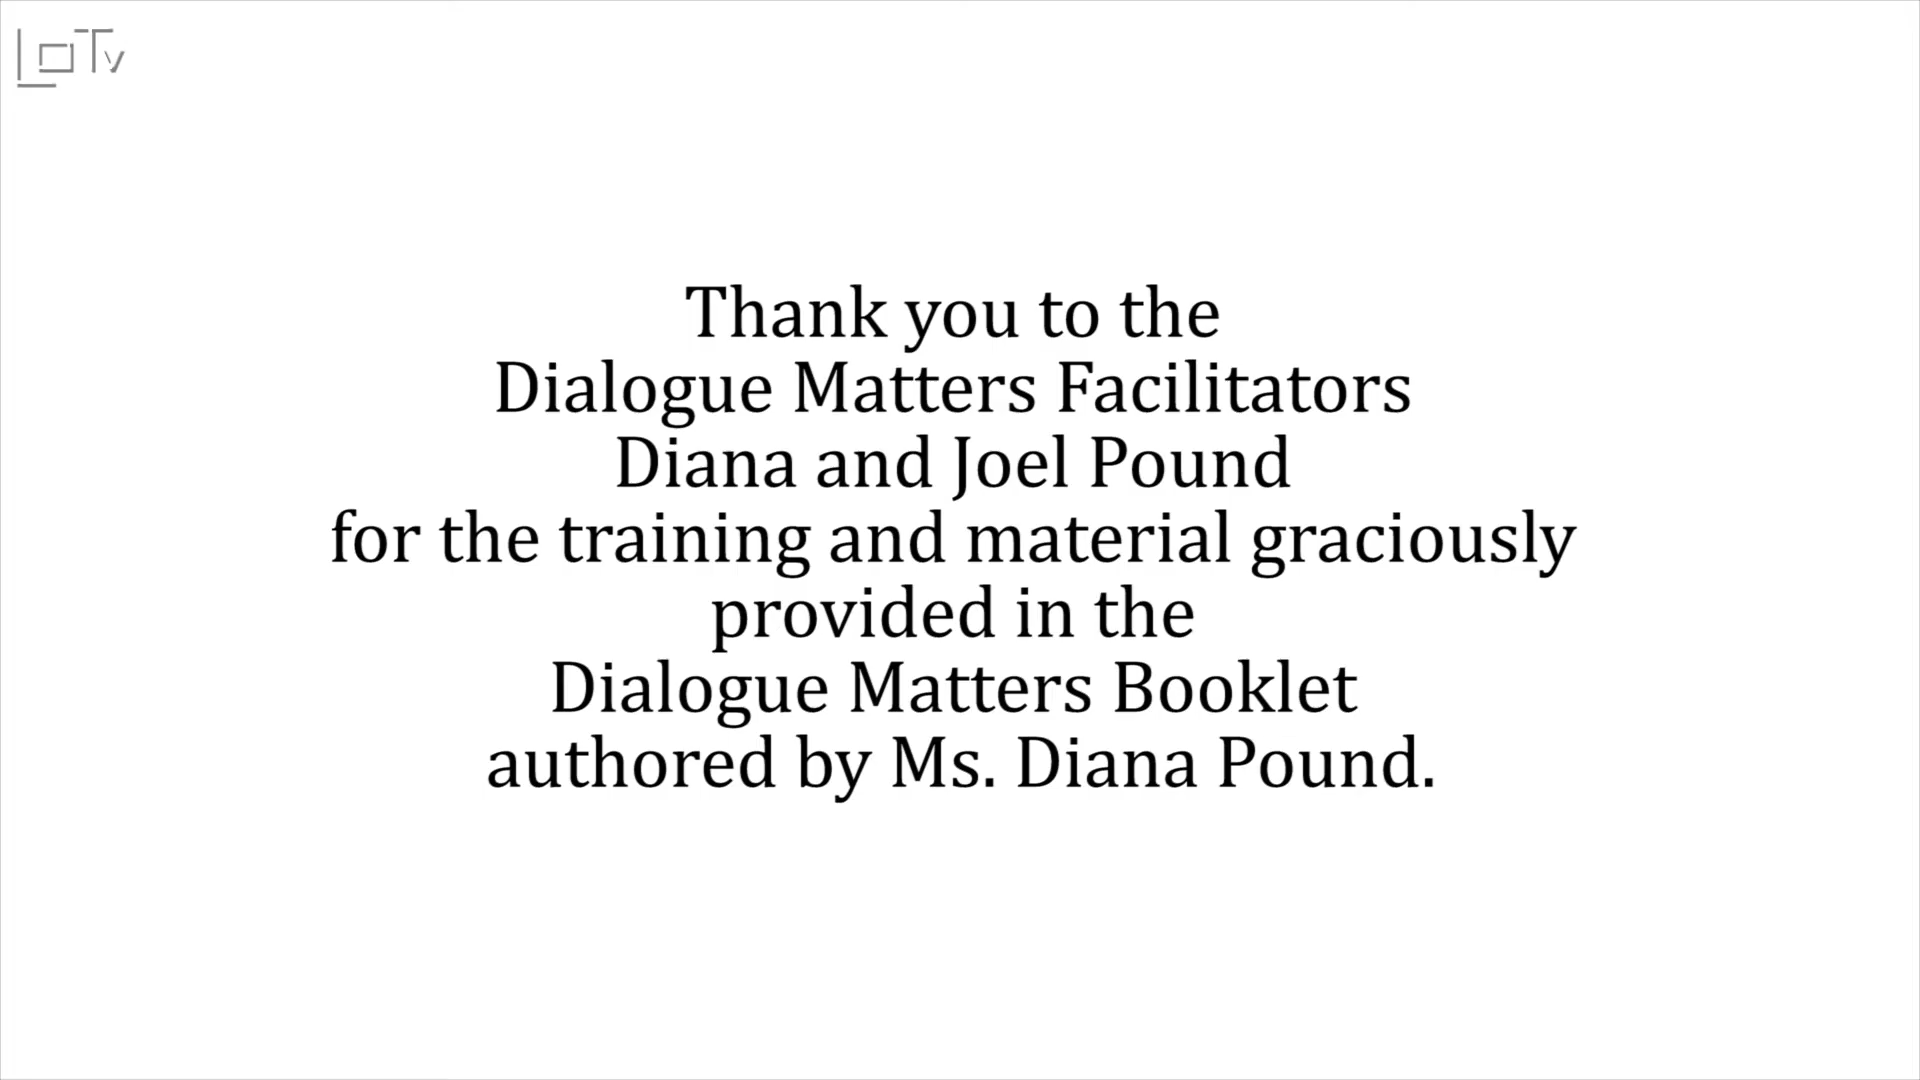 LoTv
Thank you to the
Dialogue Matters Facilitators
Diana and Joel Pound
for the training and material graciously
provided in the
Dialogue Matters Booklet
authored by Ms. Diana Pound.